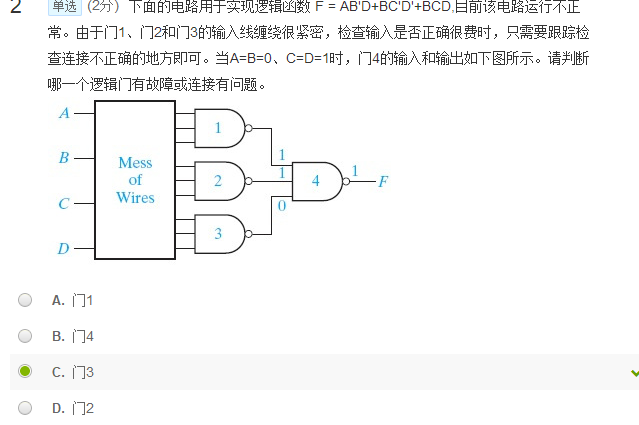 2 单选 (2分) 下面的电路用于实现逻辑函数 F = AB'D+BC'D'+BCD,目前该电路运行不正
常。由于门1、门2和门3的输入线缠绕很紧密，检查输入是否正确很费时，只需要跟踪检
查连接不正确的地方即可。当A=B=0、C=D=1时，门4的输入和输出如下图所示。请判断
哪一个逻辑门有故障或连接有问题。
A
B
C
D
Mess
of
Wires
1
2
3
1
1
0
4
1
F
A. 门1
B. 门4
C. 门3
D. 门2